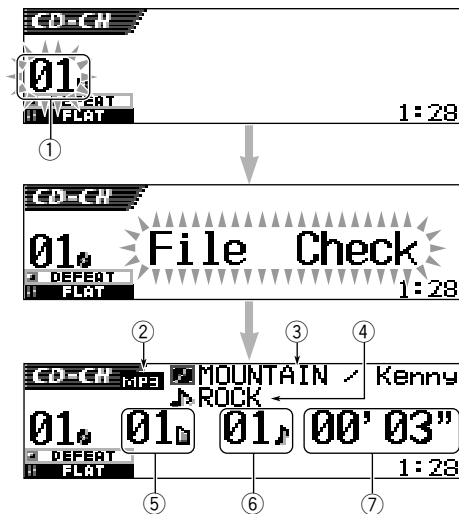 CD-CH
01
DEFEAT
FLAT 1:28
①
CD-CH
01 File Check
DEFEAT
FLAT 1:28
② ③ ④
CD-CH MP3 MOUNTAIN / Kenny
ROCK
01 01 01 00' 03"
DEFEAT
FLAT 1:28
⑤ ⑥ ⑦